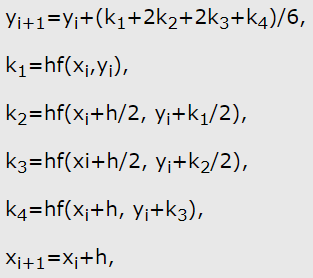 yᵢ₊₁=yᵢ+(k₁+2k₂+2k₃+k₄)/6,
k₁=hf(xᵢ,yᵢ),
k₂=hf(xᵢ+h/2, yᵢ+k₁/2),
k₃=hf(xi+h/2, yᵢ+k₂/2),
k₄=hf(xᵢ+h, yᵢ+k₃),
xᵢ₊₁=xᵢ+h,